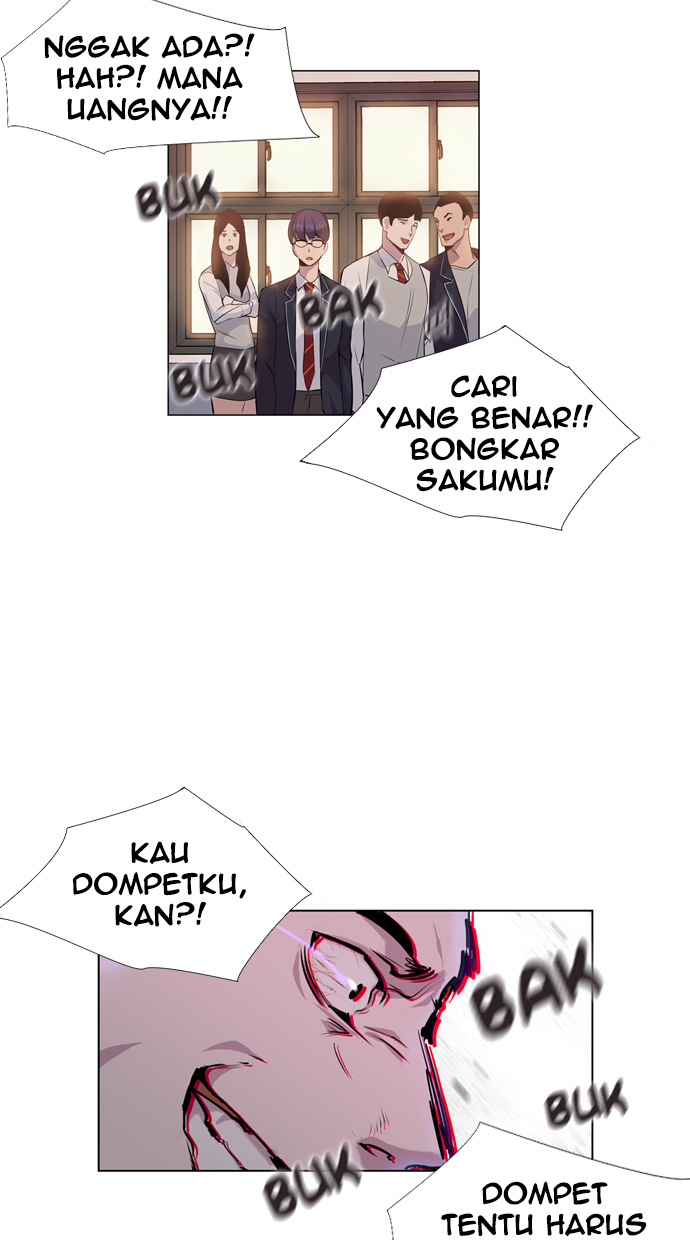 NGGAK ADA?!
HAH?! MANA
UANGNYA!!
BUK
BAK
BUK
CARI
YANG BENAR!!
BONGKAR
SAKUMU!
KAU
DOMPETKU,
KAN?!
BAK
BUK
BUK
DOMPET
TENTU HARUS